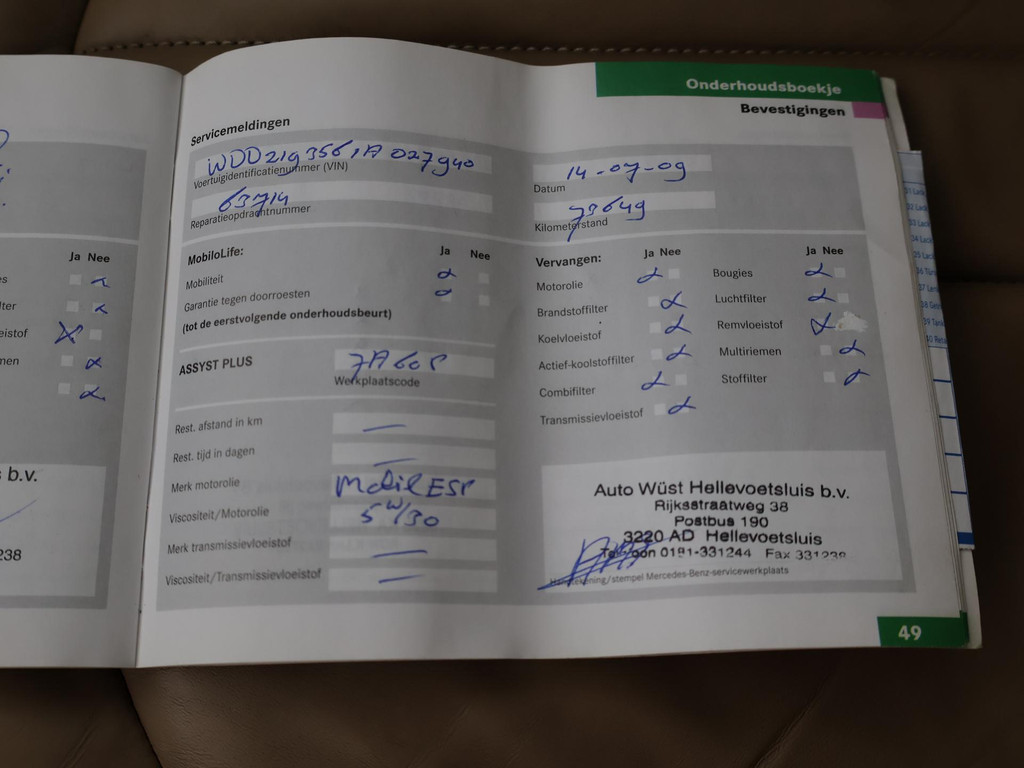 Onderhoudsboekje
Bevestigingen
Servicemeldingen
WDD2193561A027940
Voertuigidentificatienummer (VIN)
63714
Reparatieopdrachtnummer
14-07-09
Datum
73649
Kilometerstand
MobiloLife: Ja Nee
Mobiliteit
Garantie tegen doorroesten
(tot de eerstvolgende onderhoudsbeurt)
ASSYST PLUS
Werkplaatscode
Rest. afstand in km —
Rest. tijd in dagen —
Merk motorolie Mobil ESP
Viscositeit/Motorolie 5W/30
Merk transmissievloeistof —
Viscositeit/Transmissievloeistof —
Vervangen: Ja Nee
Motorolie
Brandstoffilter
Koelvloeistof
Actief-koolstoffilter
Combifilter
Transmissievloeistof
Ja Nee
Bougies
Luchtfilter
Remvloeistof
Multiriemen
Stoffilter
Auto Wüst Hellevoetsluis b.v.
Rijksstraatweg 38
Postbus 190
3220 AD Hellevoetsluis
0181-331244 Fax 331238
/stempel Mercedes-Benz-servicewerkplaats
49
Ja Nee
eistof
b.v.
238